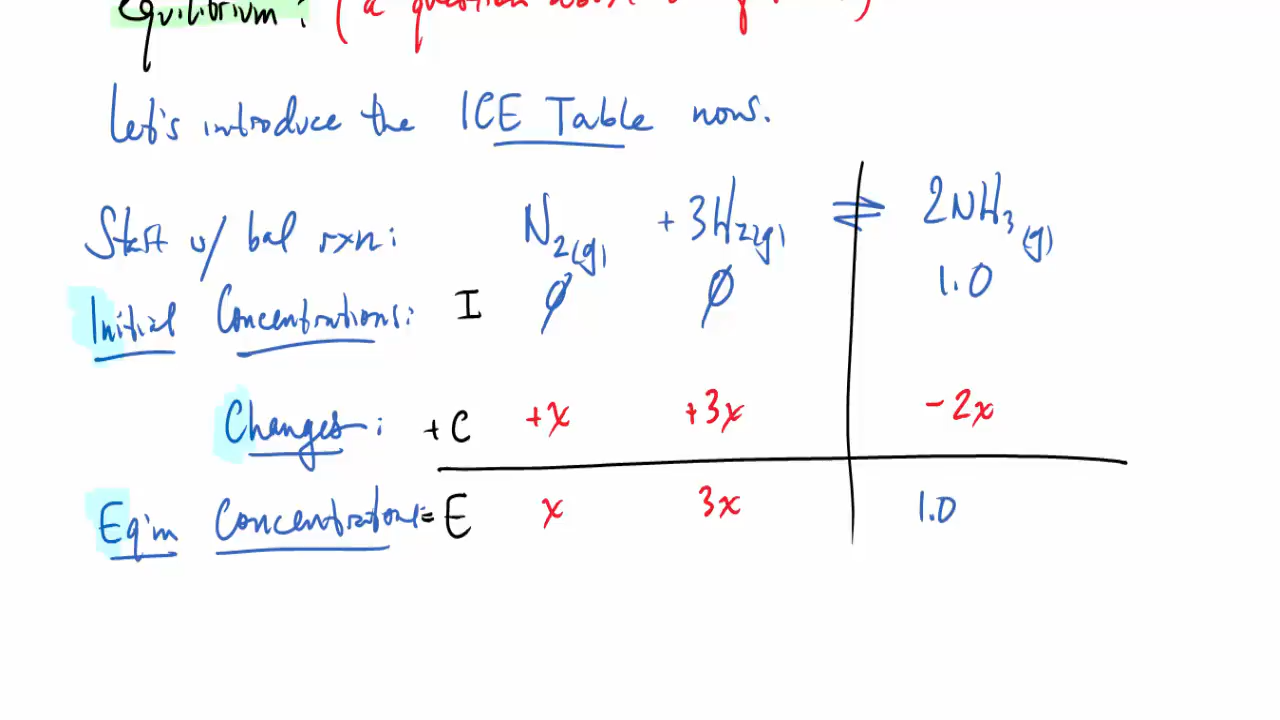 Equilibrium: (a question
Let's introduce the ICE Table now.
Start w/ bal rxn: N2(g) + 3H2(g) ⇌ 2NH3(g)
Initial Concentrations: I ∅ ∅ 1.0
Changes: + C +x +3x - 2x
Eq'm Concentrations = E x 3x 1.0